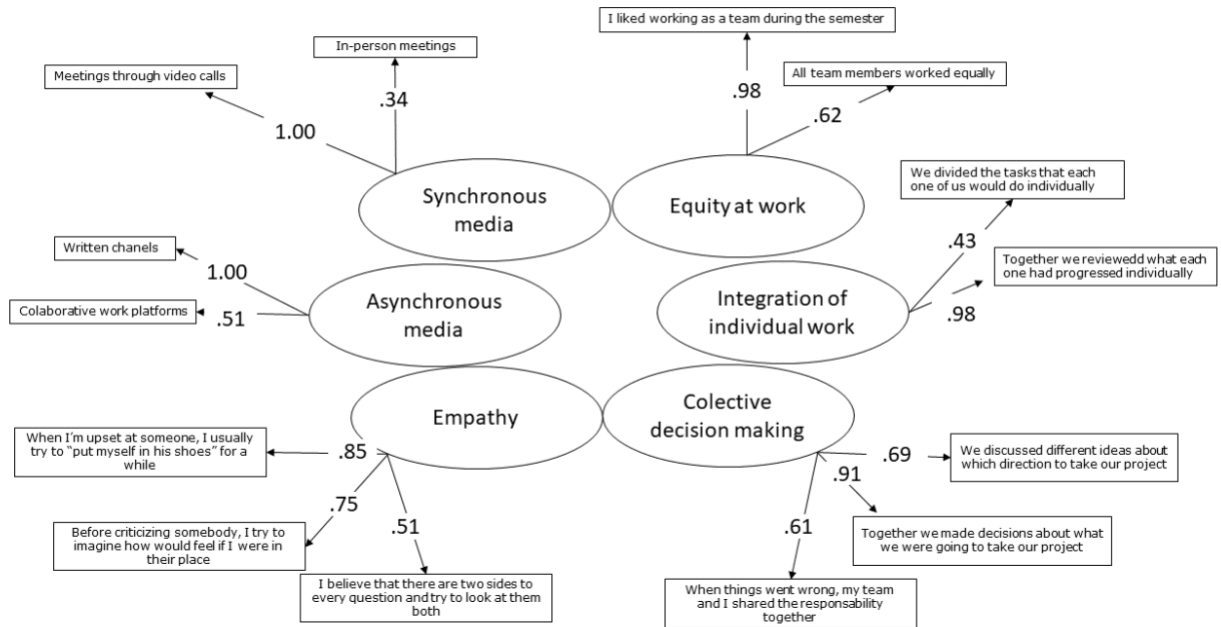 I liked working as a team during the semester
In-person meetings
Meetings through video calls
All team members worked equally
.98
.34
.62
1.00
We divided the tasks that each
one of us would do individually
Synchronous
media
Equity at work
.43
Written chanels
Together we reviewedd what each
one had progressed individually
1.00
Asynchronous
media
Integration of
individual work
Colaborative work platforms
.51
.98
Empathy
Colective
decision making
When I'm upset at someone, I usually
try to "put myself in his shoes" for a
while
.85
.69
We discussed different ideas about
which direction to take our project
.91
.75
.51
.61
Before criticizing somebody, I try to
imagine how would feel if I were in
their place
Together we made decisions about what
we were going to take our project
I believe that there are two sides to
every question and try to look at them
both
When things went wrong, my team
and I shared the responsability
together